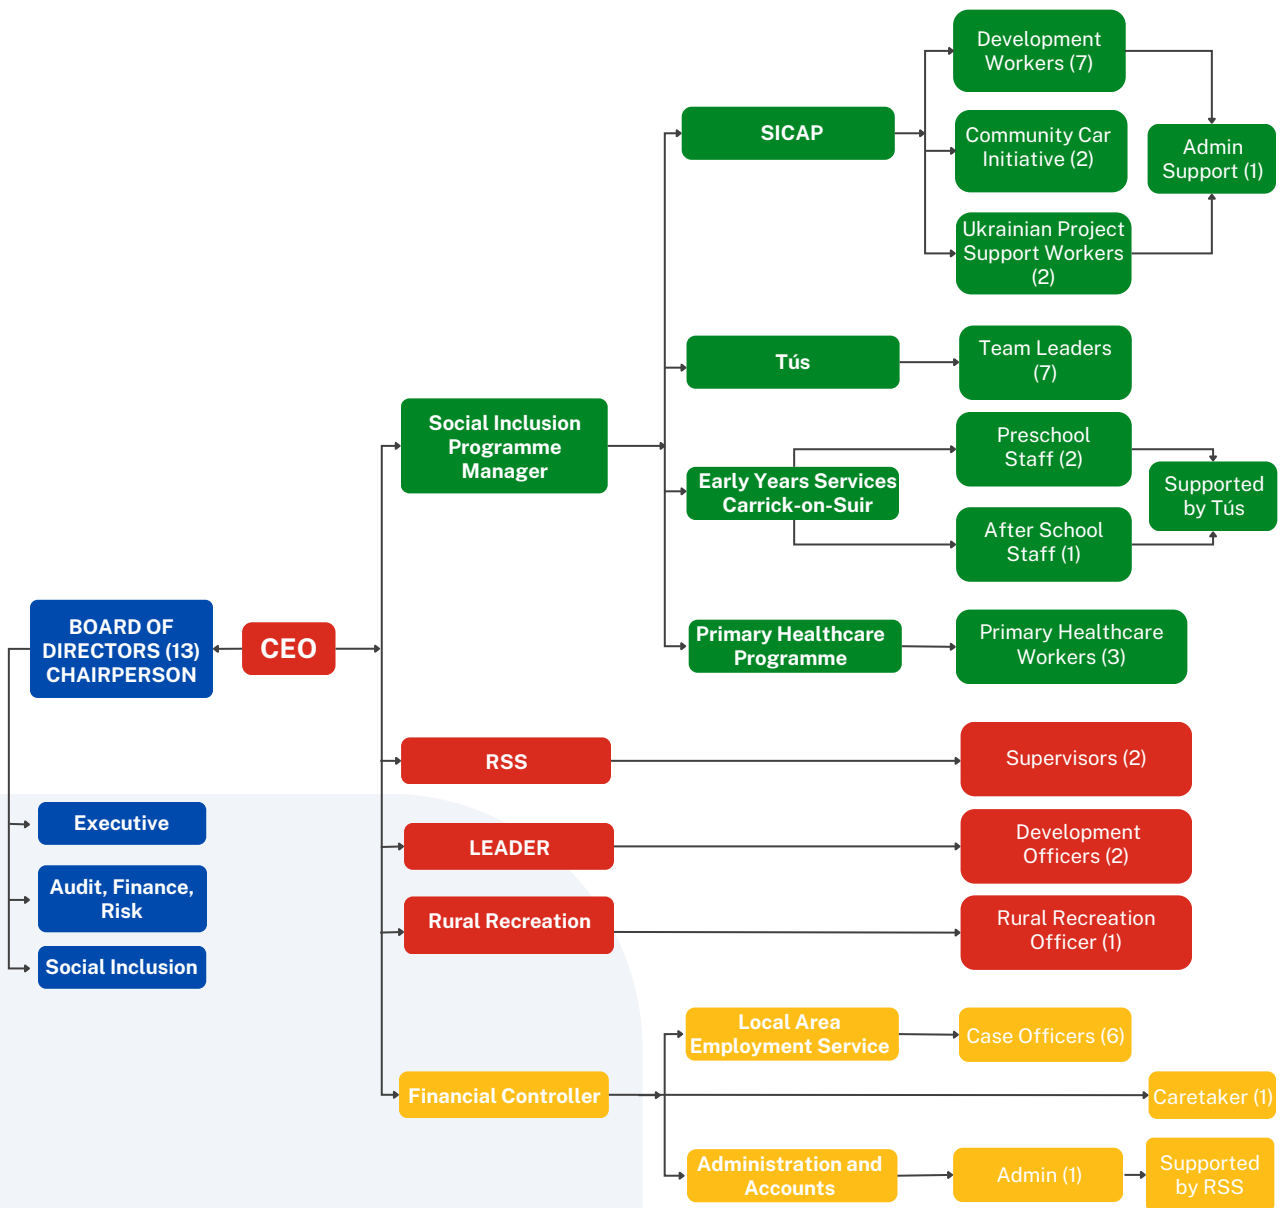 Development
Workers (7)
SICAP
Community Car
Initiative (2)
Admin
Support (1)
Ukrainian Project
Support Workers
(2)
Tús
Team Leaders
(7)
Social Inclusion
Programme
Manager
Early Years Services
Carrick-on-Suir
Preschool
Staff (2)
Supported
by Tús
After School
Staff (1)
BOARD OF
DIRECTORS (13)
CHAIRPERSON
CEO
Primary Healthcare
Programme
Primary Healthcare
Workers (3)
RSS
Supervisors (2)
Executive
LEADER
Development
Officers (2)
Audit, Finance,
Risk
Rural Recreation
Rural Recreation
Officer (1)
Social Inclusion
Local Area
Employment Service
Case Officers (6)
Financial Controller
Caretaker (1)
Administration and
Accounts
Admin (1)
Supported
by RSS